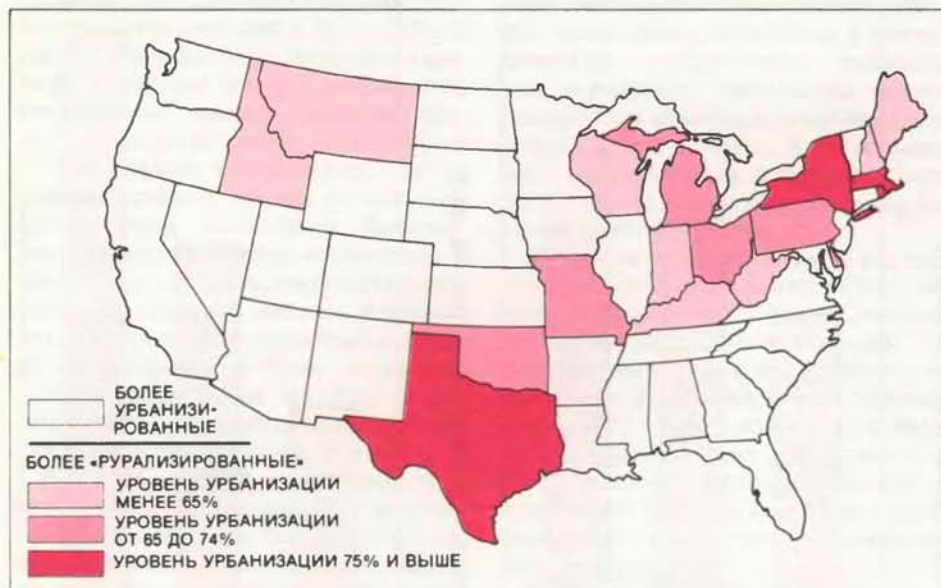 БОЛЕЕ
УРБАНИЗИ-
РОВАННЫЕ
БОЛЕЕ «РУРАЛИЗИРОВАННЫЕ»
УРОВЕНЬ УРБАНИЗАЦИИ
МЕНЕЕ 65%
УРОВЕНЬ УРБАНИЗАЦИИ
ОТ 65 ДО 74%
УРОВЕНЬ УРБАНИЗАЦИИ 75% И ВЫШЕ